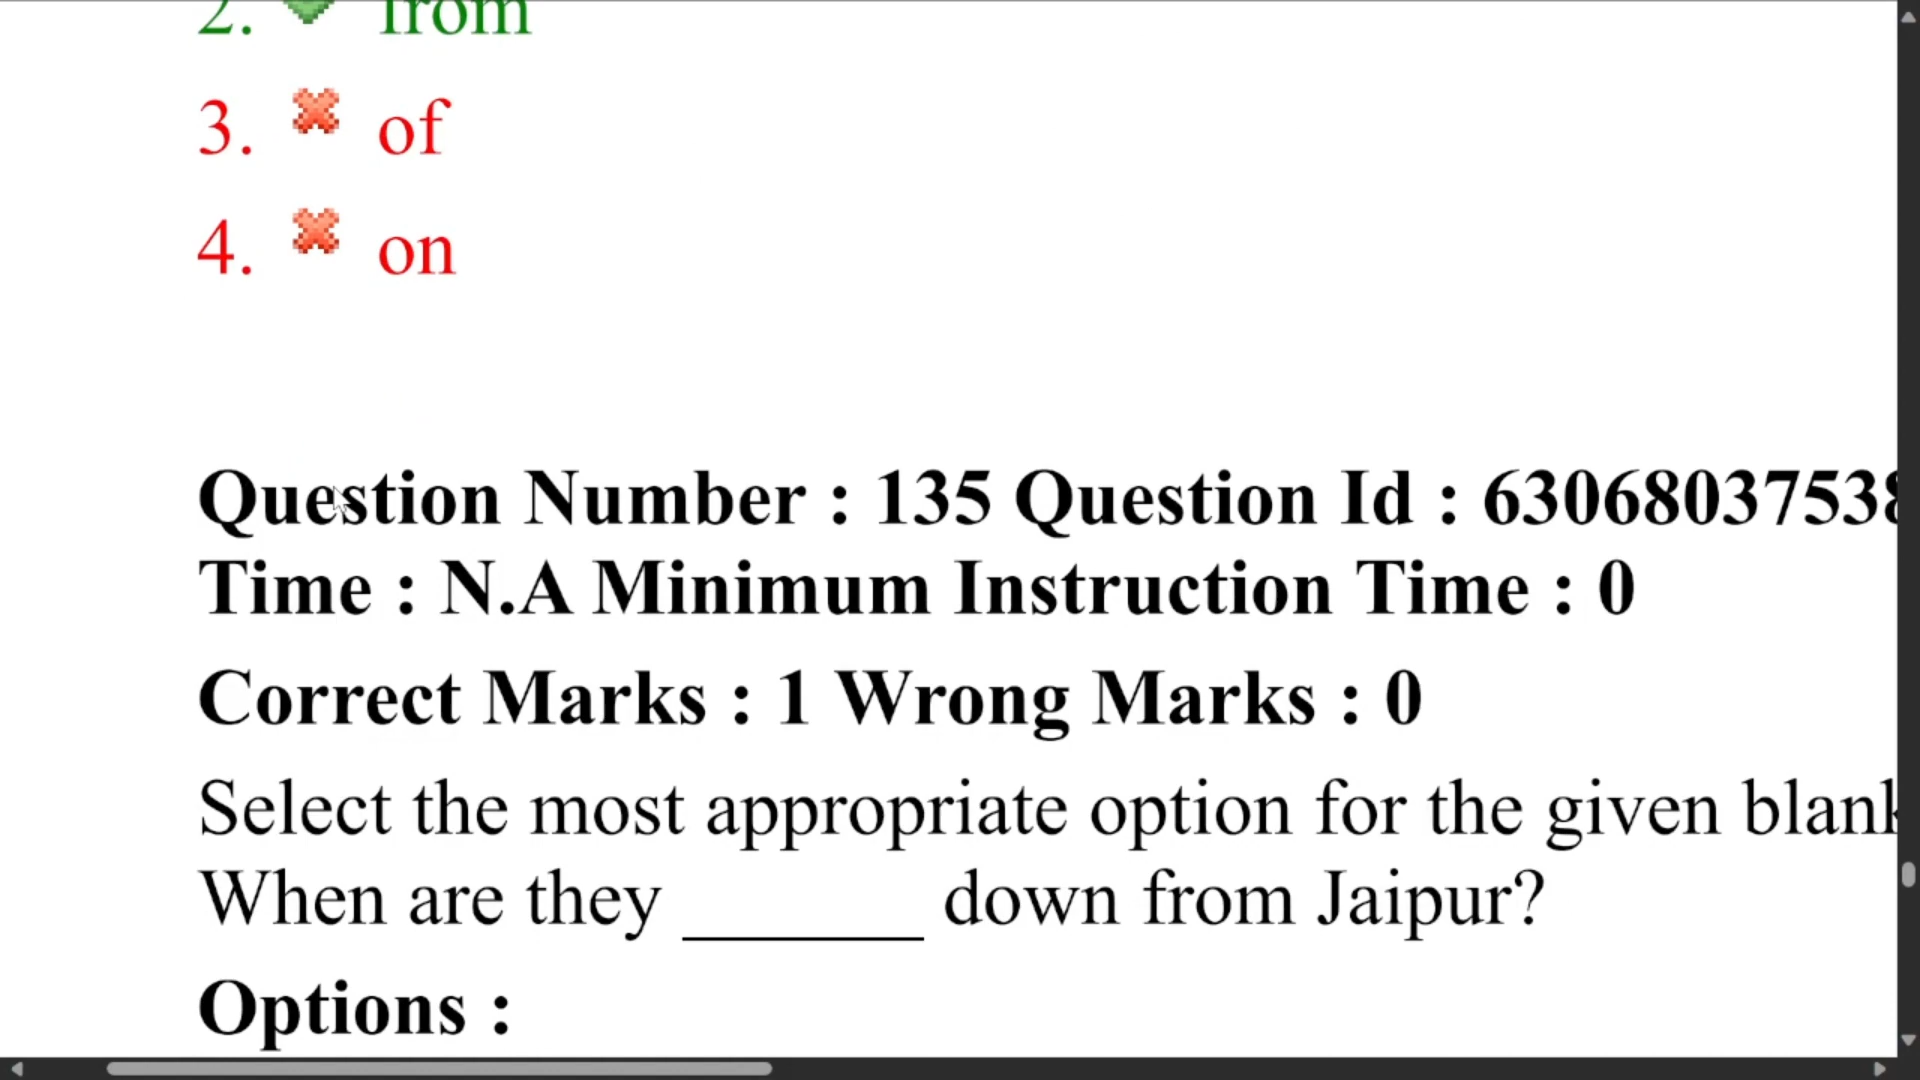 2. from
3. of
4. on
Question Number : 135 Question Id : 63068037538
Time : N.A Minimum Instruction Time : 0
Correct Marks : 1 Wrong Marks : 0
Select the most appropriate option for the given blank
When are they ______ down from Jaipur?
Options :